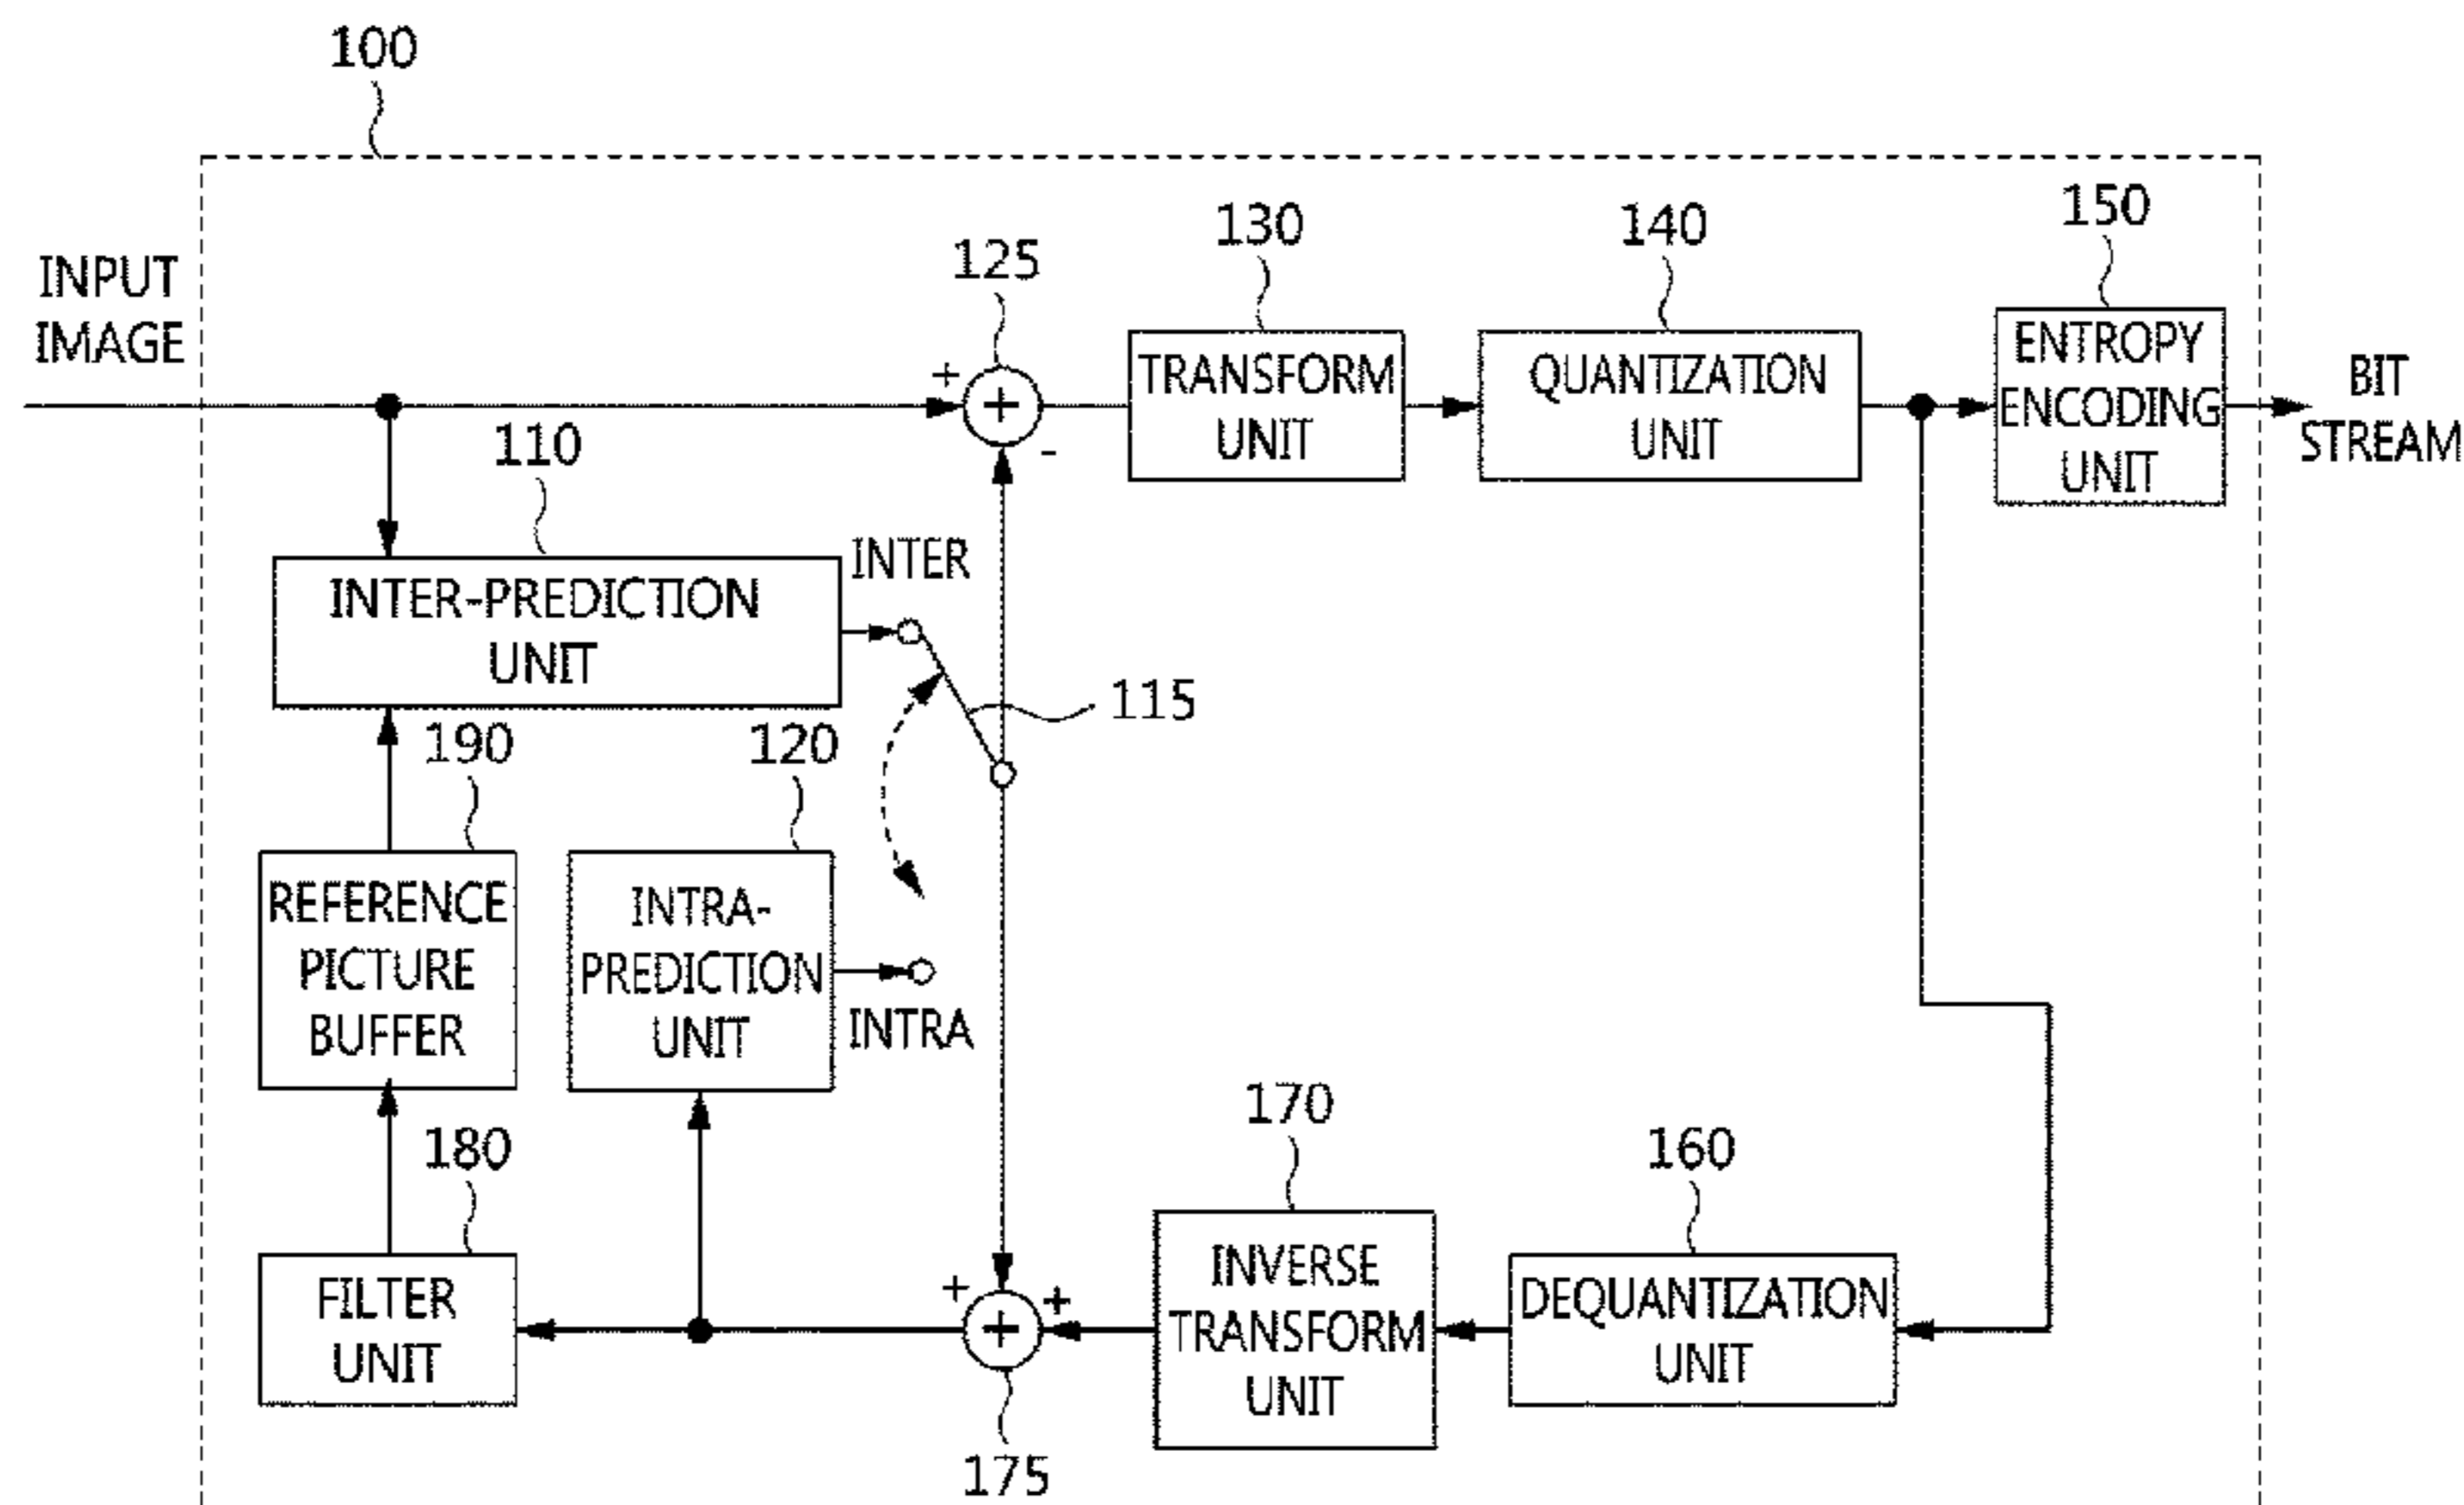 100
INPUT
IMAGE
125
130
140
150
+
-
+
TRANSFORM
UNIT
QUANTIZATION
UNIT
ENTROPY
ENCODING
UNIT
BIT
STREAM
110
INTER-PREDICTION
UNIT
INTER
115
190
120
REFERENCE
PICTURE
BUFFER
INTRA-
PREDICTION
UNIT
INTRA
180
170
160
FILTER
UNIT
+
+
+
INVERSE
TRANSFORM
UNIT
DEQUANTIZATION
UNIT
175